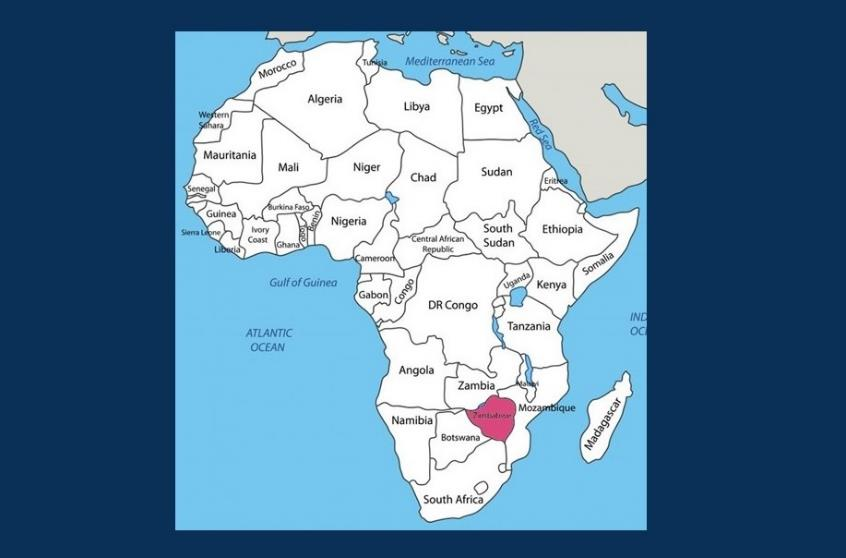 Mediterranean Sea
Morocco
Tunisia
Algeria
Libya
Egypt
Western
Sahara
Red Sea
Mauritania
Mali
Niger
Chad
Sudan
Eritrea
Senegal
Burkina Faso
Guinea
Benin
Togo
Nigeria
Sierra Leone
Ivory
Coast
Ghana
Liberia
South
Sudan
Ethiopia
Central African
Republic
Cameroon
Somalia
Gulf of Guinea
Gabon
Congo
Uganda
Kenya
DR Congo
IND
OC
Tanzania
ATLANTIC
OCEAN
Angola
Zambia
Malawi
Zimbabwe
Mozambique
Madagascar
Namibia
Botswana
South Africa